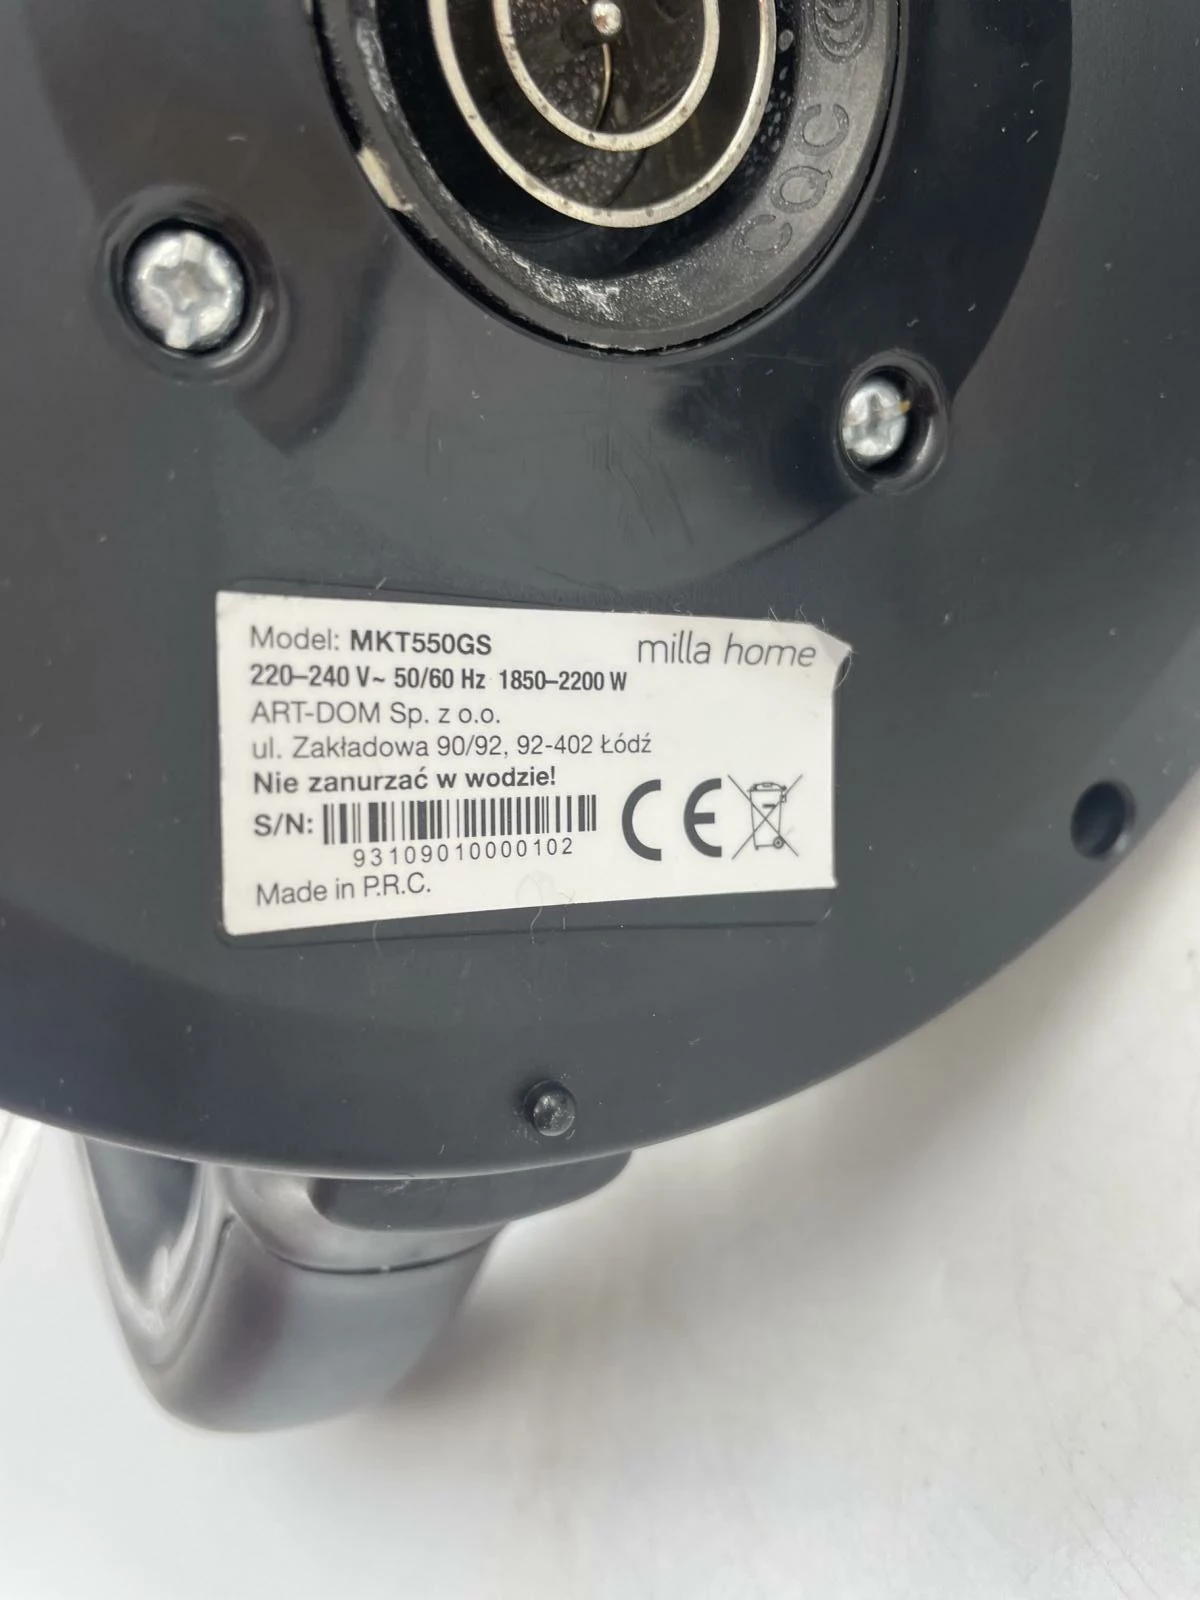 CQC
Model: MKT550GS milla home
220–240 V~ 50/60 Hz 1850–2200 W
ART-DOM Sp. z o.o.
ul. Zakładowa 90/92, 92-402 Łódź
Nie zanurzać w wodzie!
S/N:
93109010000102
CE
Made in P.R.C.